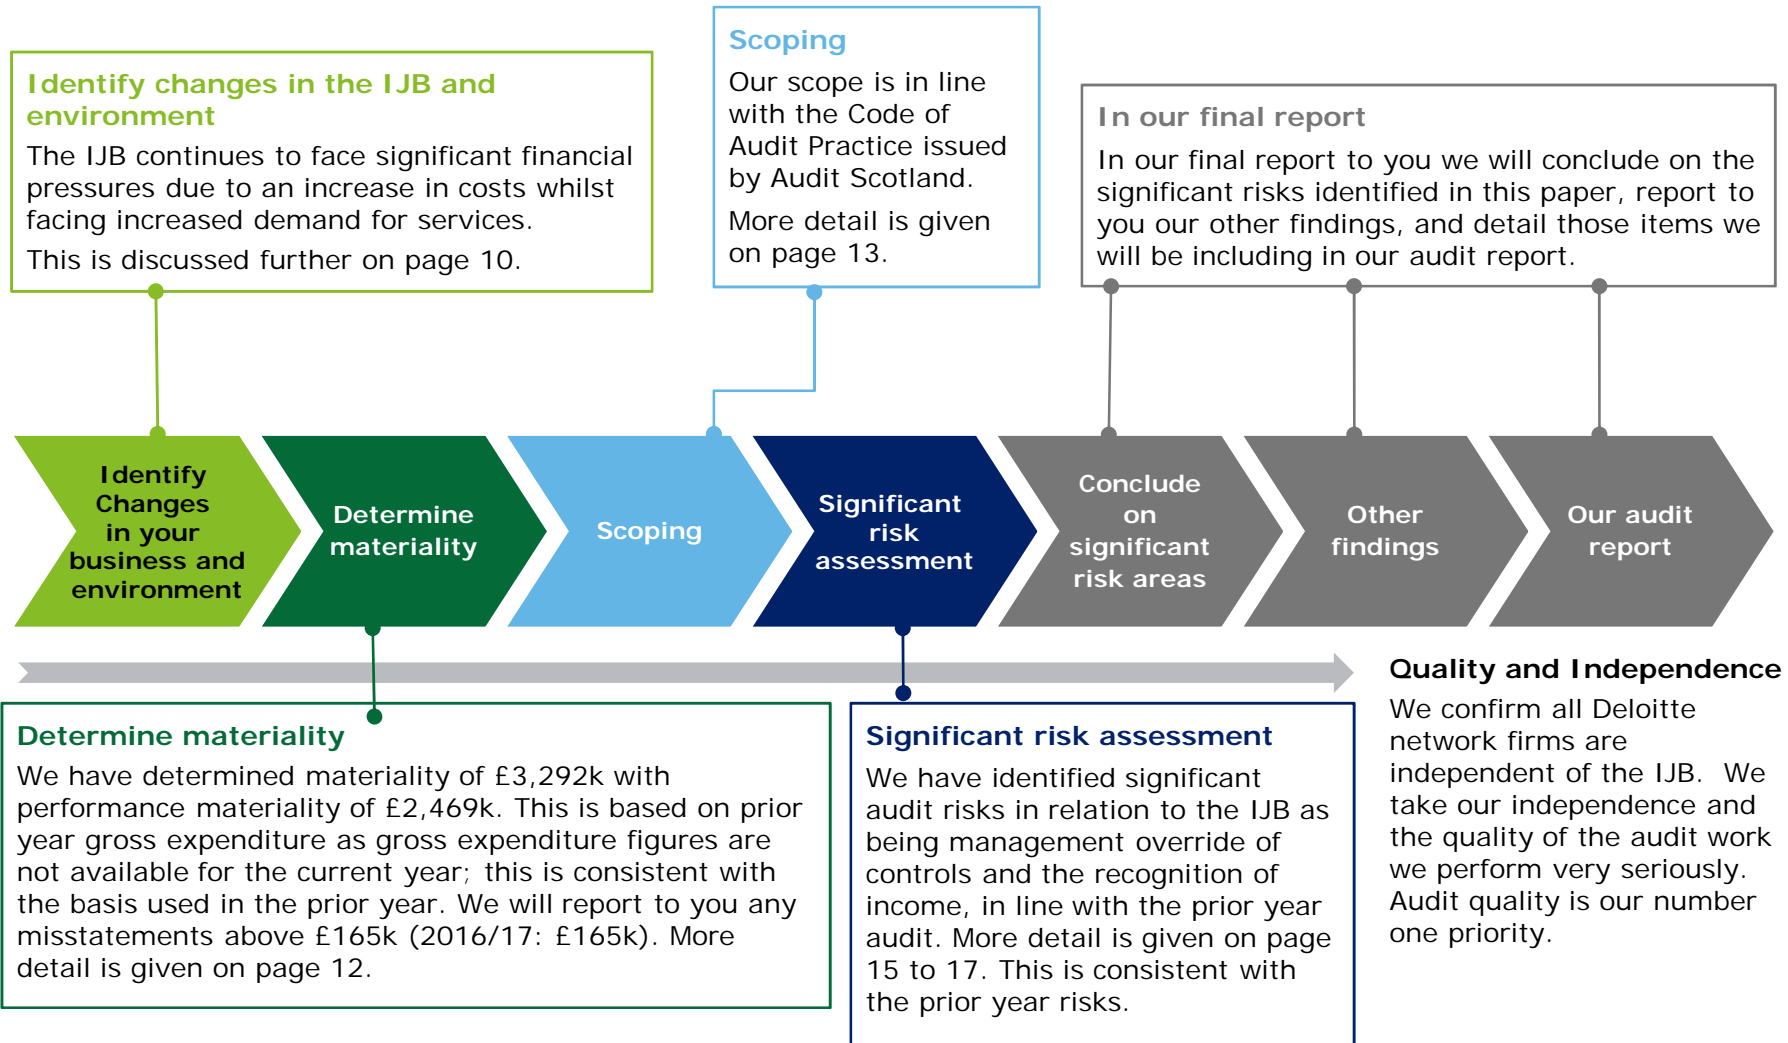 Identify changes in the IJB and
environment
The IJB continues to face significant financial
pressures due to an increase in costs whilst
facing increased demand for services.
This is discussed further on page 10.
Scoping
Our scope is in line
with the Code of
Audit Practice issued
by Audit Scotland.
More detail is given
on page 13.
In our final report
In our final report to you we will conclude on the
significant risks identified in this paper, report to
you our other findings, and detail those items we
will be including in our audit report.
Identify
Changes
in your
business and
environment
Determine
materiality
Scoping
Significant
risk
assessment
Conclude
on
significant
risk areas
Other
findings
Our audit
report
Determine materiality
We have determined materiality of £3,292k with
performance materiality of £2,469k. This is based on prior
year gross expenditure as gross expenditure figures are
not available for the current year; this is consistent with
the basis used in the prior year. We will report to you any
misstatements above £165k (2016/17: £165k). More
detail is given on page 12.
Significant risk assessment
We have identified significant
audit risks in relation to the IJB as
being management override of
controls and the recognition of
income, in line with the prior year
audit. More detail is given on page
15 to 17. This is consistent with
the prior year risks.
Quality and Independence
We confirm all Deloitte
network firms are
independent of the IJB.  We
take our independence and
the quality of the audit work
we perform very seriously.
Audit quality is our number
one priority.